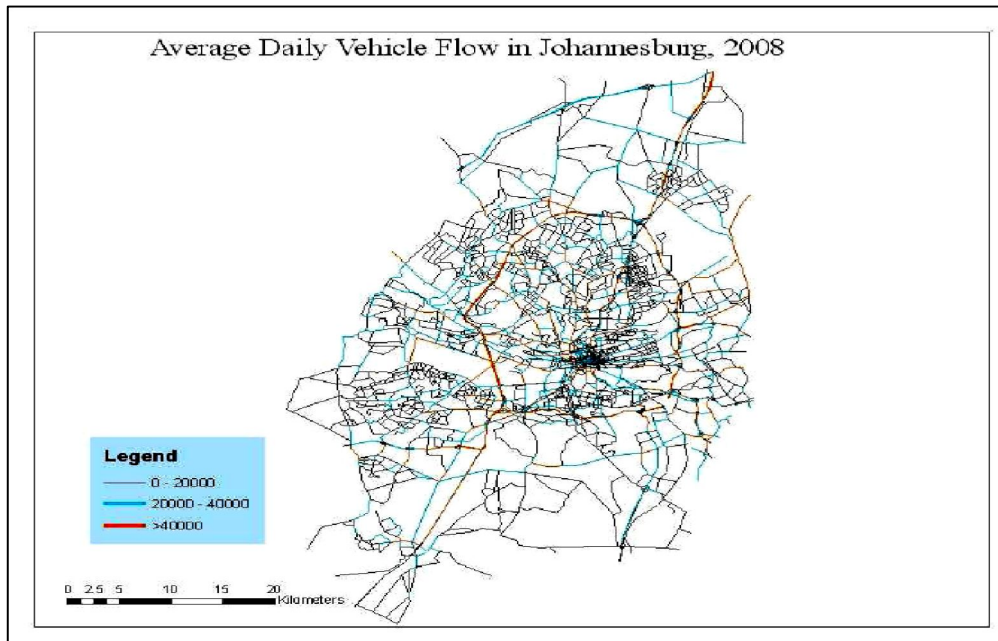 Average Daily Vehicle Flow in Johannesburg, 2008
Legend
0 - 20000
20000 - 40000
>40000
0 2.5 5 10 15 20
Kilometers